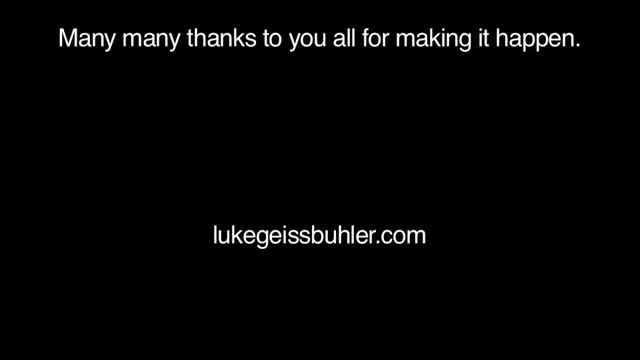 Many many thanks to you all for making it happen.
lukegeissbuhler.com